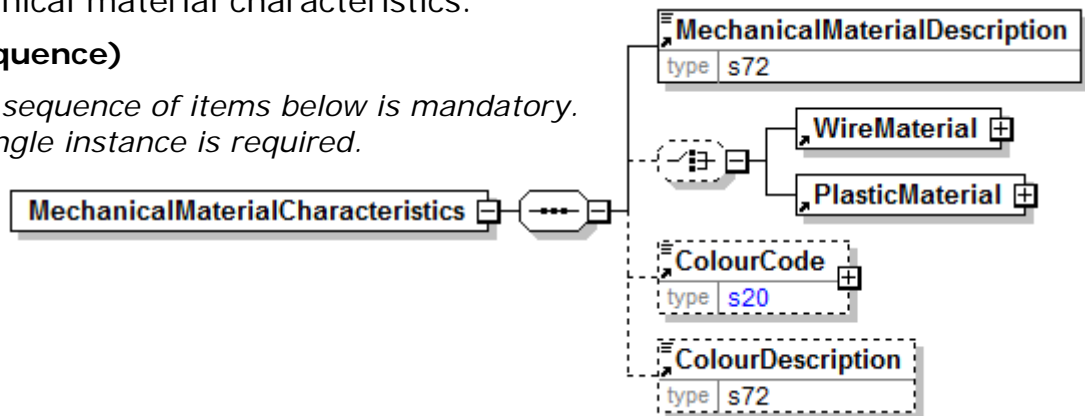 nical material characteristics.
quence)
sequence of items below is mandatory.
ngle instance is required.
MechanicalMaterialCharacteristics
MechanicalMaterialDescription
type s72
WireMaterial
PlasticMaterial
ColourCode
type s20
ColourDescription
type s72